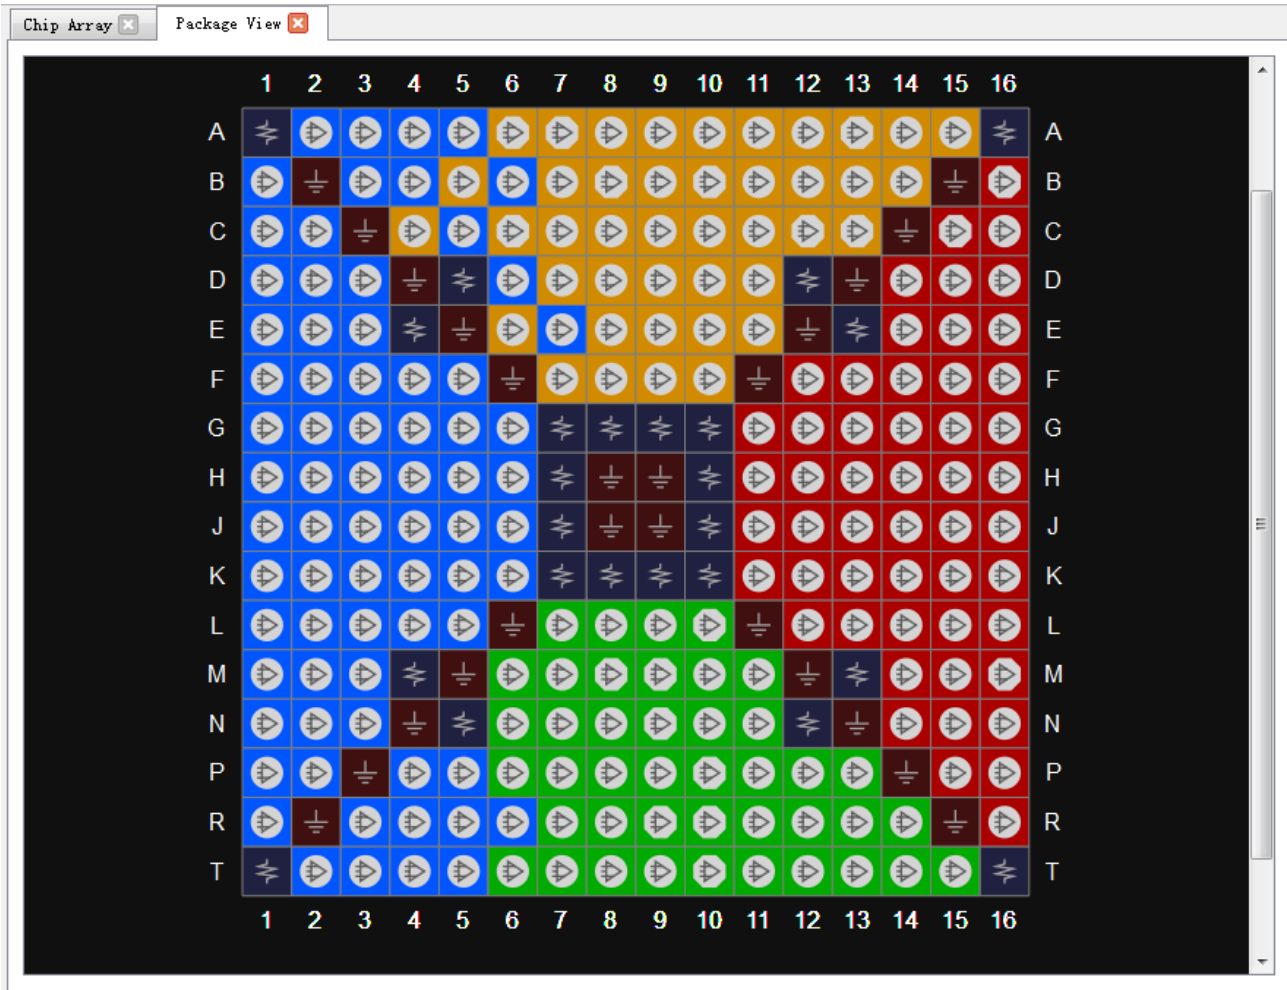 Chip Array Package View
1 2 3 4 5 6 7 8 9 10 11 12 13 14 15 16
A A
B B
C C
D D
E E
F F
G G
H H
J J
K K
L L
M M
N N
P P
R R
T T
1 2 3 4 5 6 7 8 9 10 11 12 13 14 15 16